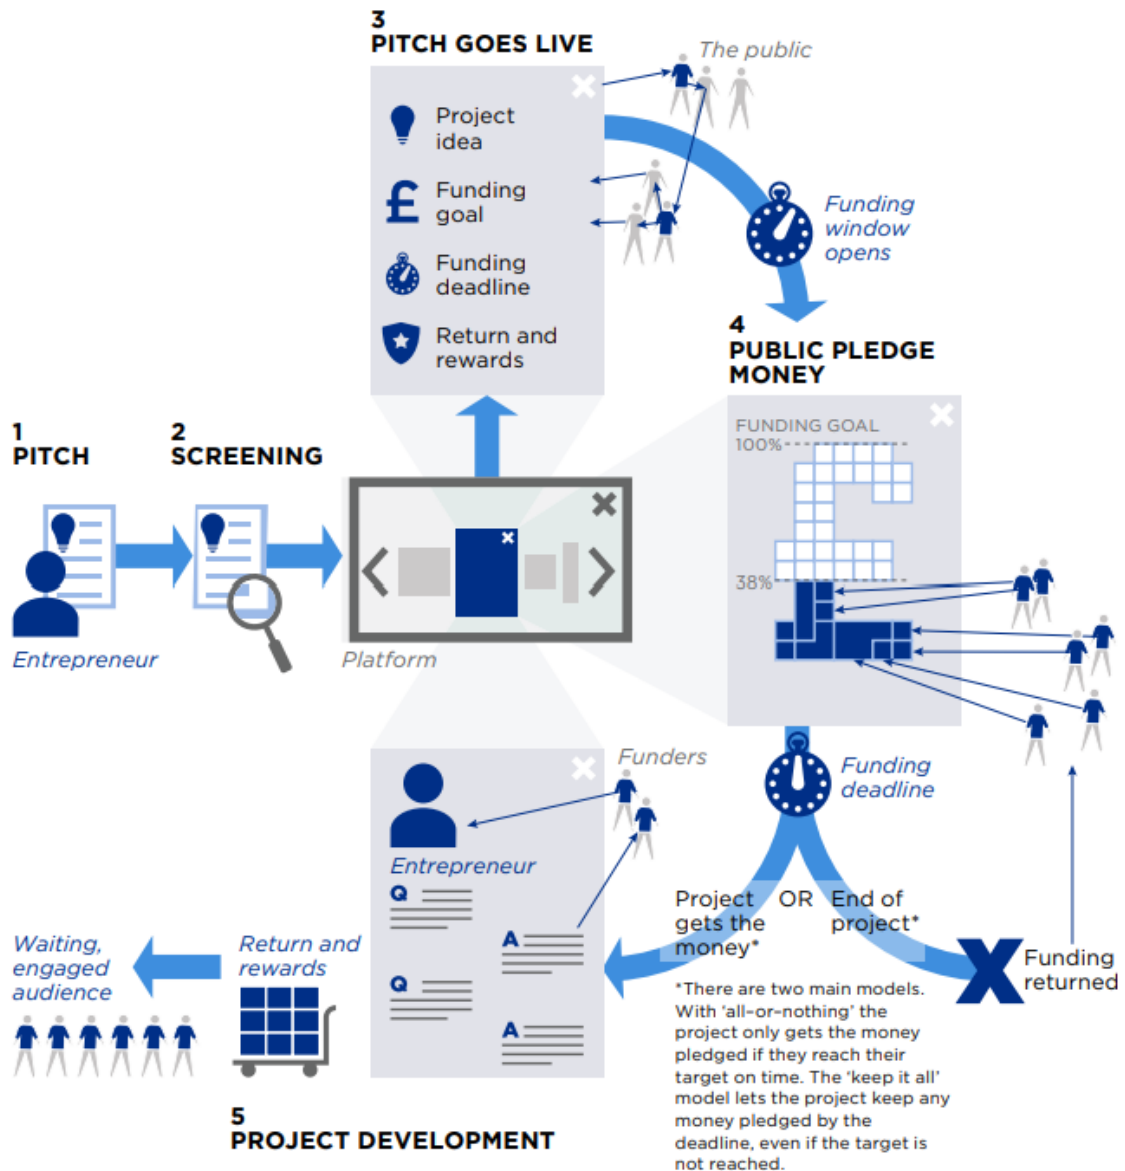 3
PITCH GOES LIVE
The public
Project
idea
£
Funding
goal
Funding
deadline
Return and
rewards
Funding
window
opens
4
PUBLIC PLEDGE
MONEY
FUNDING GOAL
100%
38%
1
PITCH
2
SCREENING
Entrepreneur
Platform
Funders
Entrepreneur
Q
A
Q
A
Funding
deadline
Project
gets the
money*
OR
End of
project*
Funding
returned
*There are two main models.
With ‘all-or-nothing’ the
project only gets the money
pledged if they reach their
target on time. The ‘keep it all’
model lets the project keep any
money pledged by the
deadline, even if the target is
not reached.
Waiting,
engaged
audience
Return and
rewards
5
PROJECT DEVELOPMENT